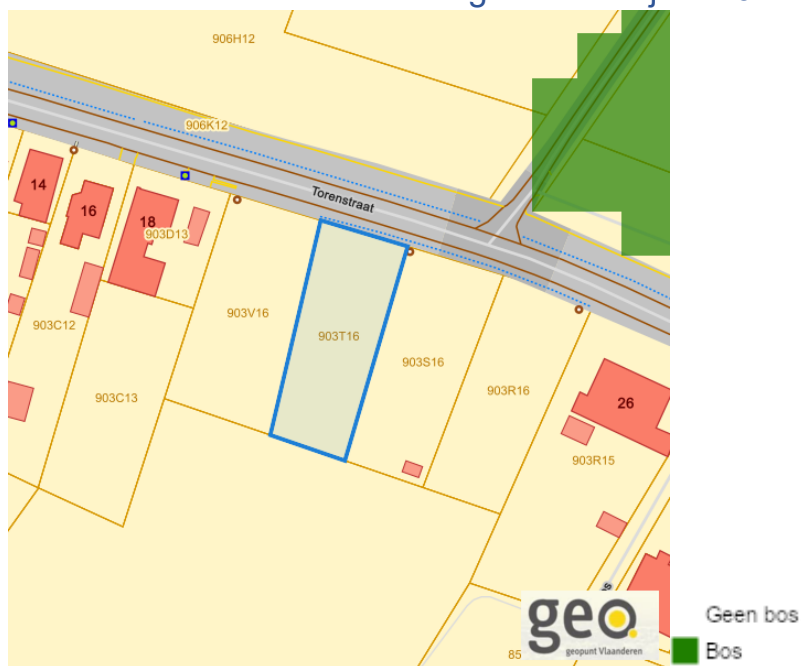 906H12
906K12
Torenstraat
14
16
18
903D13
903V16
903T16
903C12
903S16
903R16
903C13
26
903R15
geo
geopunt Vlaanderen
85
Geen bos
Bos